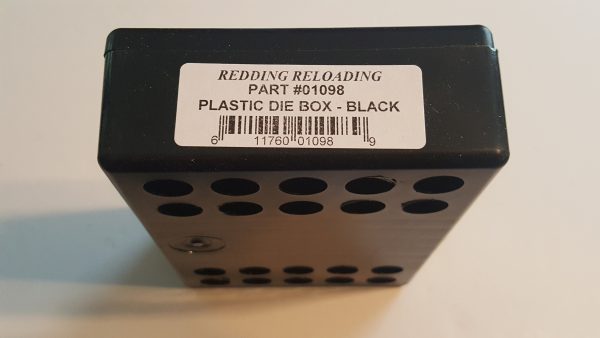 REDDING RELOADING
PART #01098
PLASTIC DIE BOX - BLACK
6 11760 01098 9